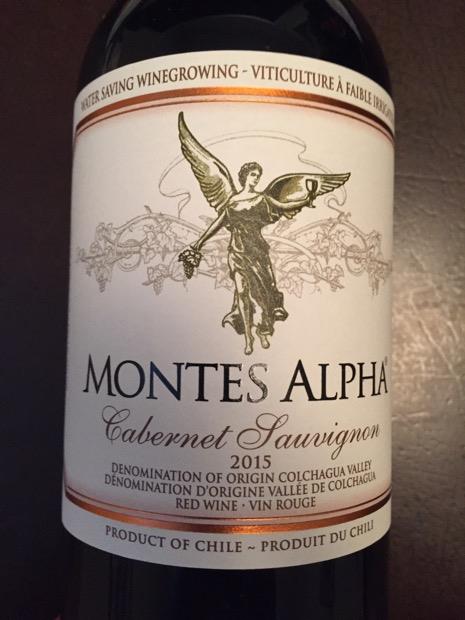 WATER SAVING WINEGROWING - VITICULTURE À FAIBLE
MONTES ALPHA®
Cabernet Sauvignon
2015
DENOMINATION OF ORIGIN COLCHAGUA VALLEY
DÉNOMINATION D'ORIGINE VALLÉE DE COLCHAGUA
RED WINE · VIN ROUGE
PRODUCT OF CHILE ~ PRODUIT DU CHILI